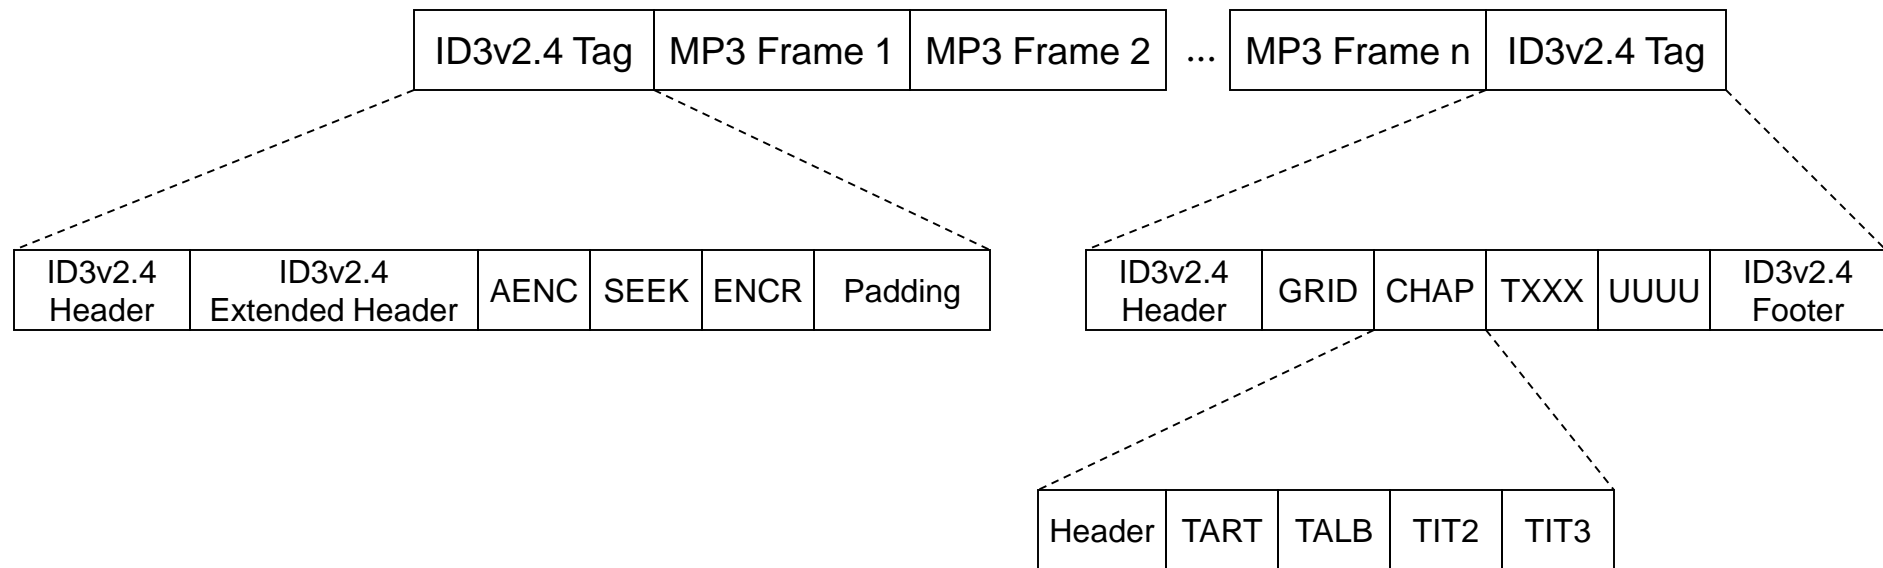 ID3v2.4 Tag MP3 Frame 1 MP3 Frame 2 ... MP3 Frame n ID3v2.4 Tag
ID3v2.4
Header
ID3v2.4
Extended Header
AENC
SEEK
ENCR
Padding
ID3v2.4
Header
GRID
CHAP
TXXX
UUUU
ID3v2.4
Footer
Header TART TALB TIT2 TIT3